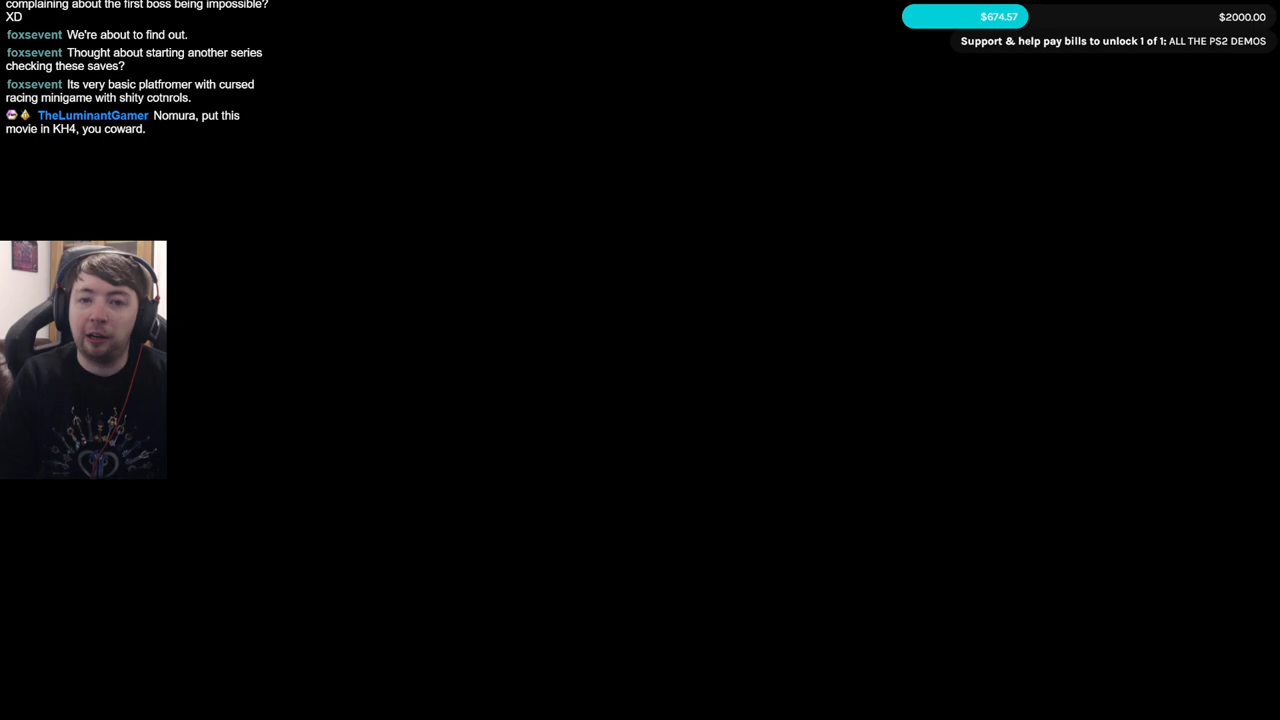 complaining about the first boss being impossible?
XD
foxsevent We're about to find out.
foxsevent Thought about starting another series
checking these saves?
foxsevent Its very basic platfromer with cursed
racing minigame with shity cotnrols.
TheLuminantGamer Nomura, put this
movie in KH4, you coward.
$674.57 $2000.00
Support & help pay bills to unlock 1 of 1: ALL THE PS2 DEMOS